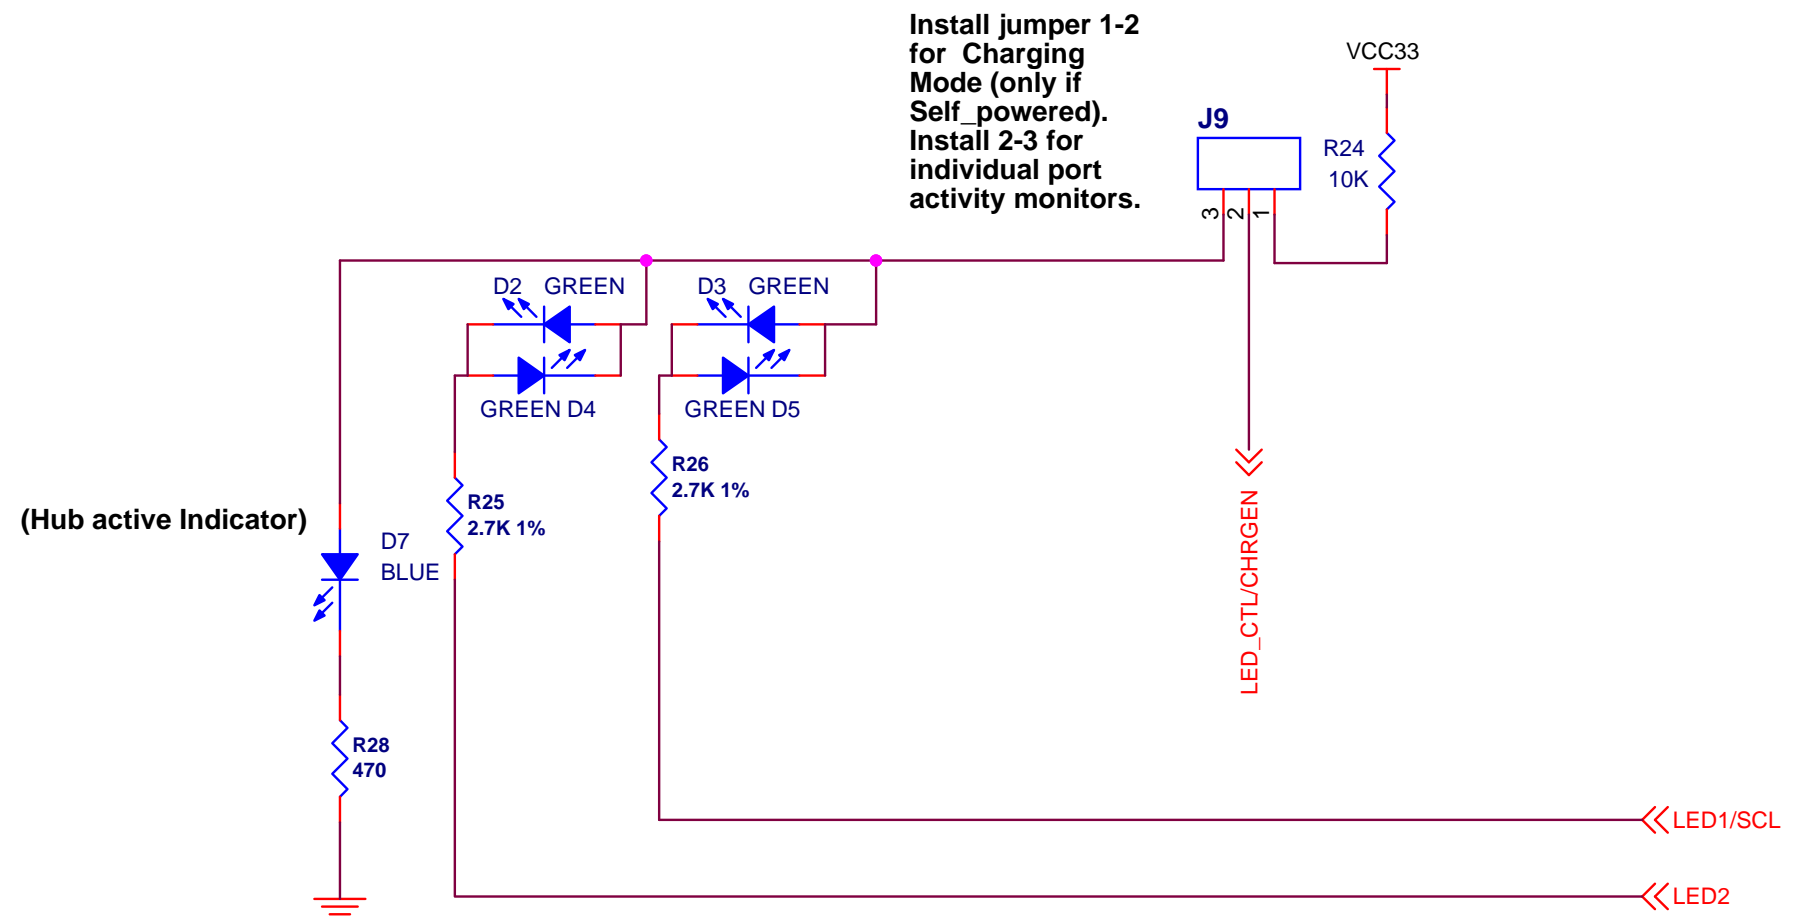 Install jumper 1-2
for Charging
Mode (only if
Self_powered).
Install 2-3 for
individual port
activity monitors.
VCC33
J9
R24
10K
3
2
1
D2 GREEN
D3 GREEN
GREEN D4
GREEN D5
R26
2.7K 1%
R25
2.7K 1%
(Hub active Indicator)
D7
BLUE
LED_CTL/CHRGEN
R28
470
LED1/SCL
LED2